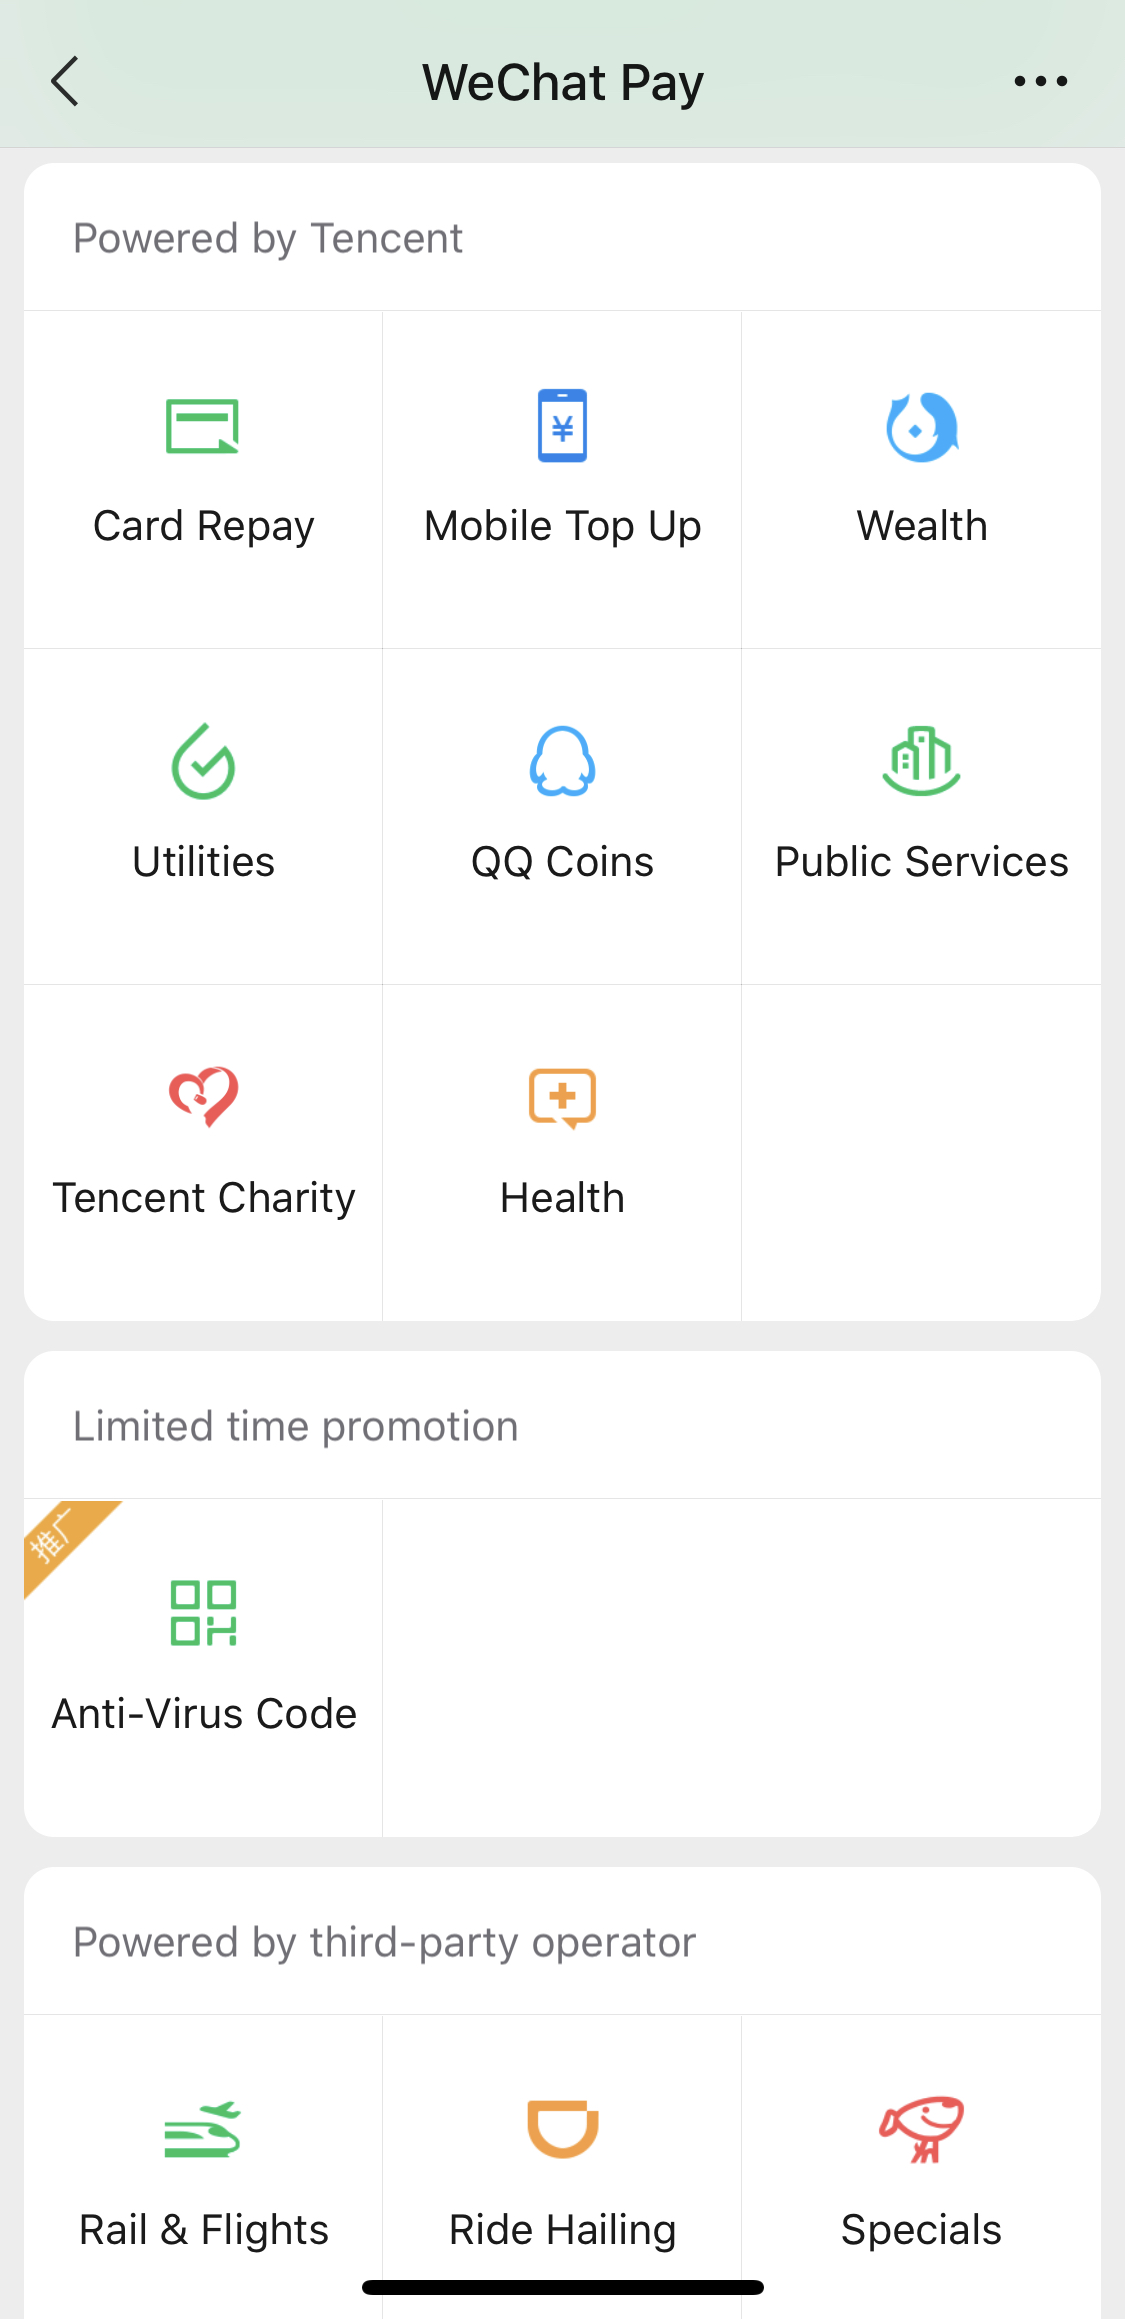 WeChat Pay
Powered by Tencent
Card Repay
Mobile Top Up
Wealth
Utilities
QQ Coins
Public Services
Tencent Charity
Health
Limited time promotion
推广
Anti-Virus Code
Powered by third-party operator
Rail & Flights
Ride Hailing
Specials